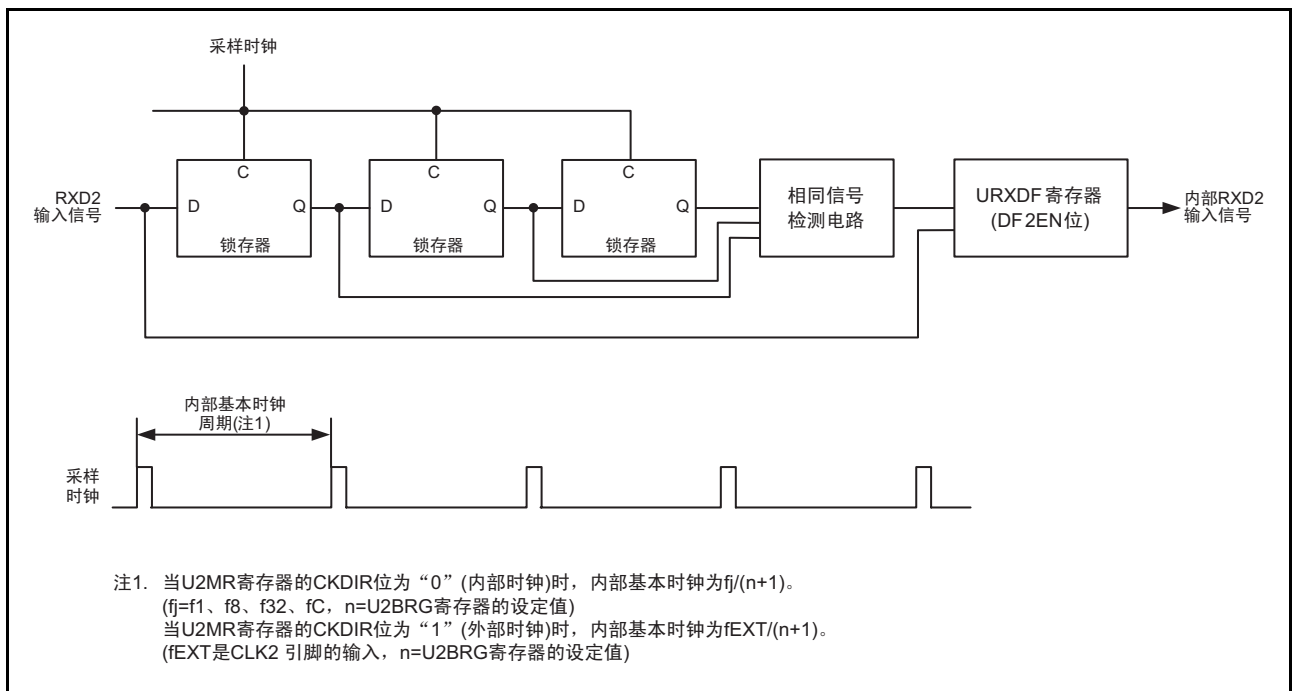 采样时钟
RXD2
输入信号
C
D
Q
锁存器
C
D
Q
锁存器
C
D
Q
锁存器
相同信号
检测电路
URXDF寄存器
(DF2EN位)
内部RXD2
输入信号
内部基本时钟
周期(注1)
采样
时钟
注1. 当U2MR寄存器的CKDIR位为“0”(内部时钟)时，内部基本时钟为fj/(n+1)。
(fj=f1、f8、f32、fC，n=U2BRG寄存器的设定值)
当U2MR寄存器的CKDIR位为“1”(外部时钟)时，内部基本时钟为fEXT/(n+1)。
(fEXT是CLK2 引脚的输入，n=U2BRG寄存器的设定值)